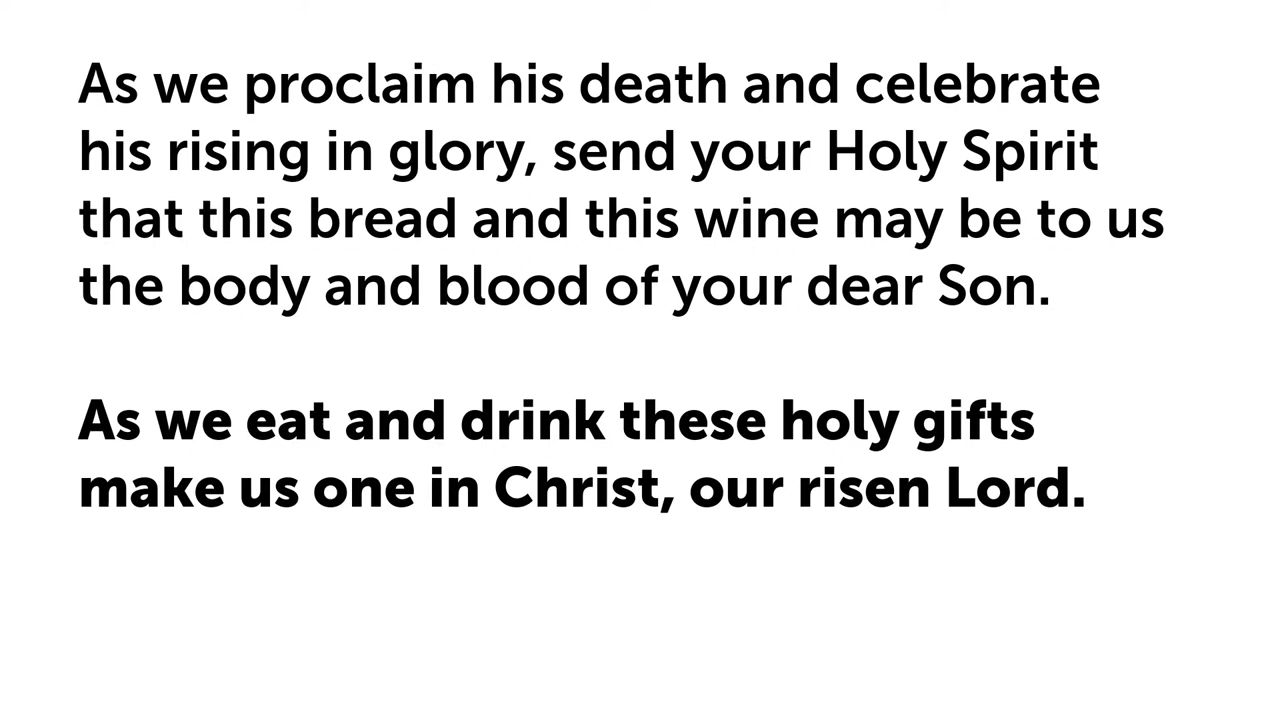 As we proclaim his death and celebrate
his rising in glory, send your Holy Spirit
that this bread and this wine may be to us
the body and blood of your dear Son.
As we eat and drink these holy gifts
make us one in Christ, our risen Lord.